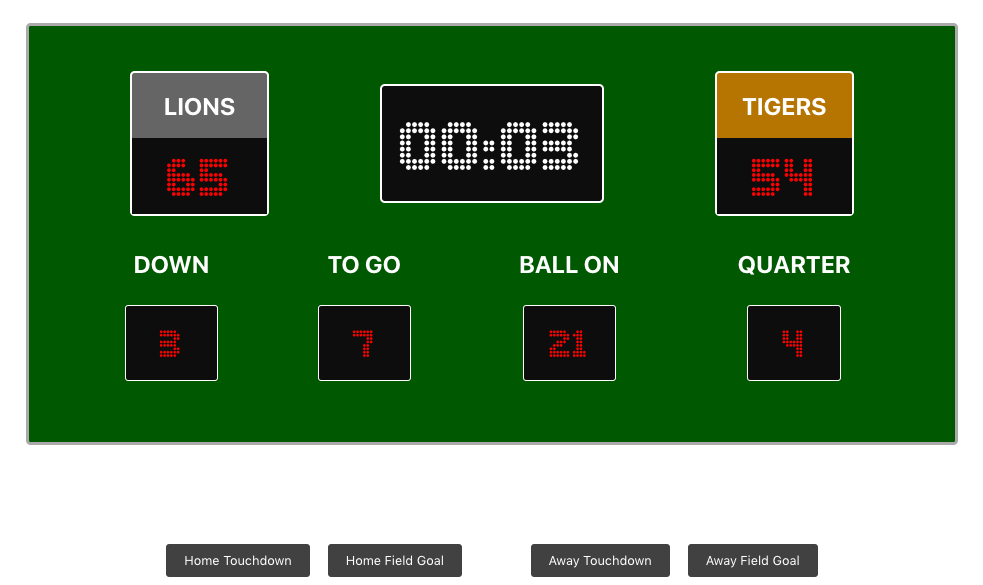 LIONS
65
00:03
TIGERS
54
DOWN
TO GO
BALL ON
QUARTER
3
7
21
4
Home Touchdown
Home Field Goal
Away Touchdown
Away Field Goal